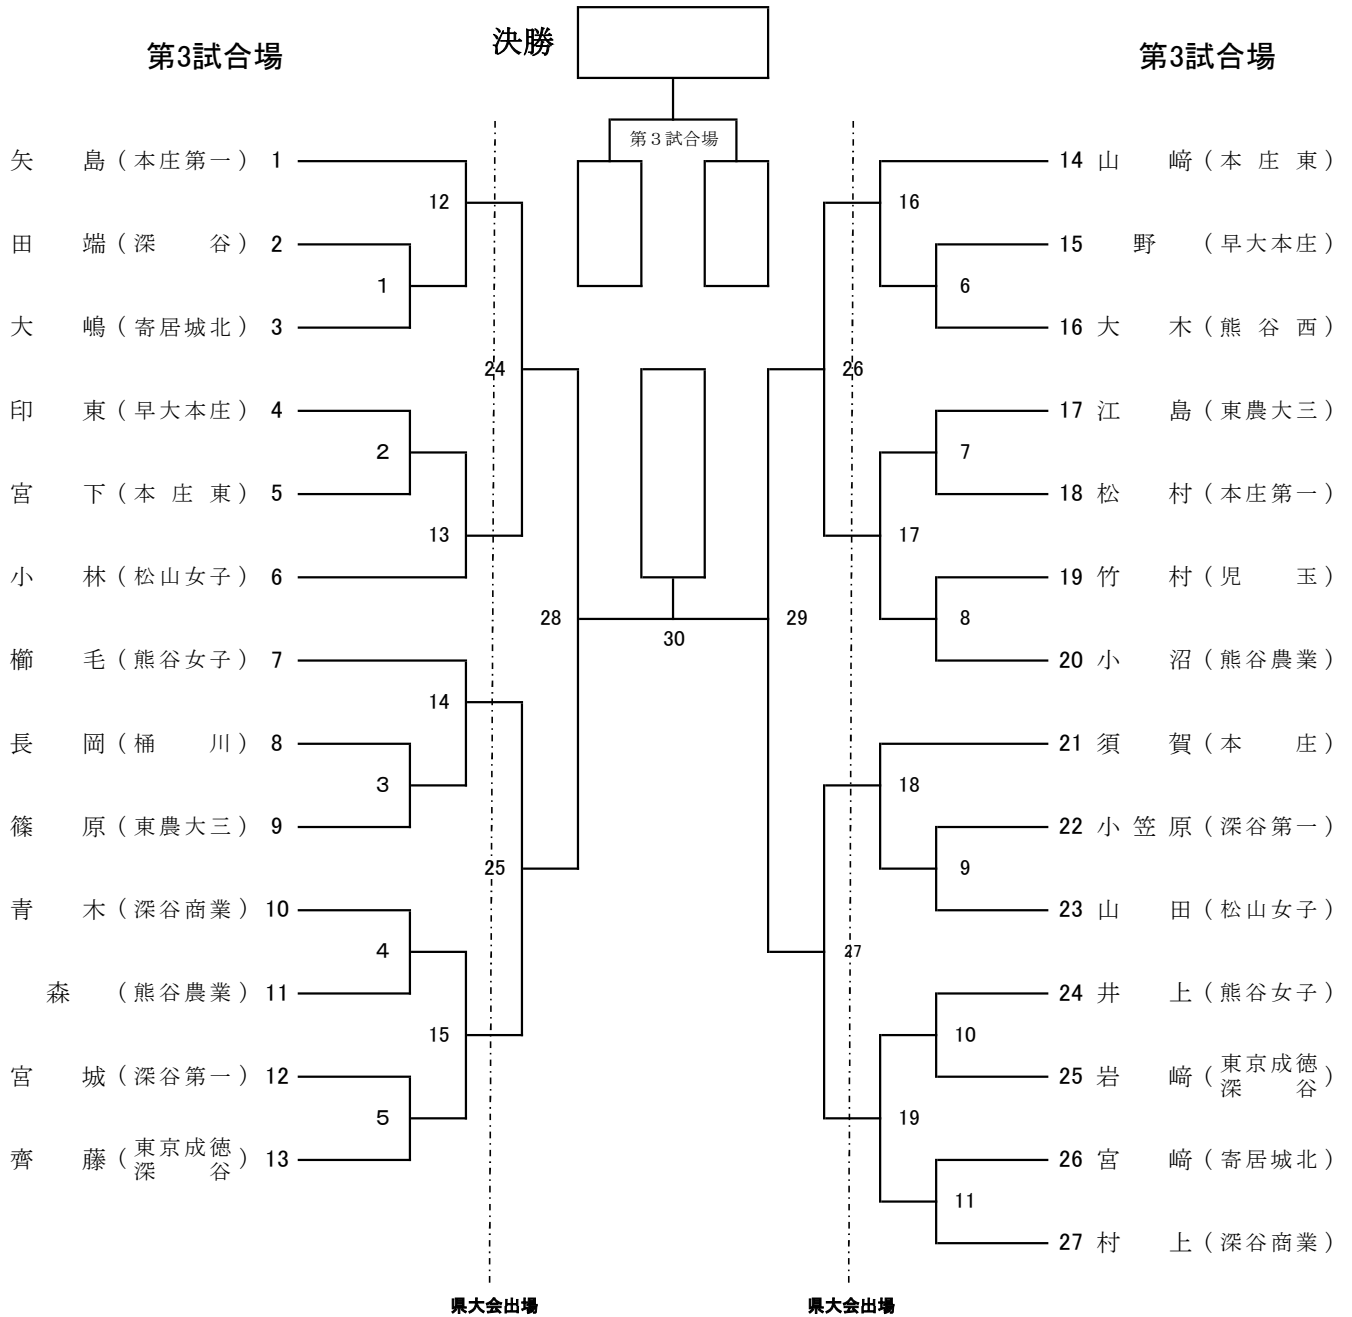 決勝
第3試合場
第3試合場
第３試合場
矢島（本庄第一）1
田端（深谷）2
大嶋（寄居城北）3
印東（早大本庄）4
宮下（本庄東）5
小林（松山女子）6
櫛毛（熊谷女子）7
長岡（桶川）8
篠原（東農大三）9
青木（深谷商業）10
森（熊谷農業）11
宮城（深谷第一）12
齊藤（東京成徳深谷）13
12
1
24
2
13
28
14
3
25
4
15
5
30
14 山﨑（本庄東）
15 野（早大本庄）
16 大木（熊谷西）
17 江島（東農大三）
18 松村（本庄第一）
19 竹村（児玉）
20 小沼（熊谷農業）
21 須賀（本庄）
22 小笠原（深谷第一）
23 山田（松山女子）
24 井上（熊谷女子）
25 岩﨑（東京成徳深谷）
26 宮﨑（寄居城北）
27 村上（深谷商業）
16
6
26
7
17
8
29
18
9
27
10
19
11
県大会出場
県大会出場